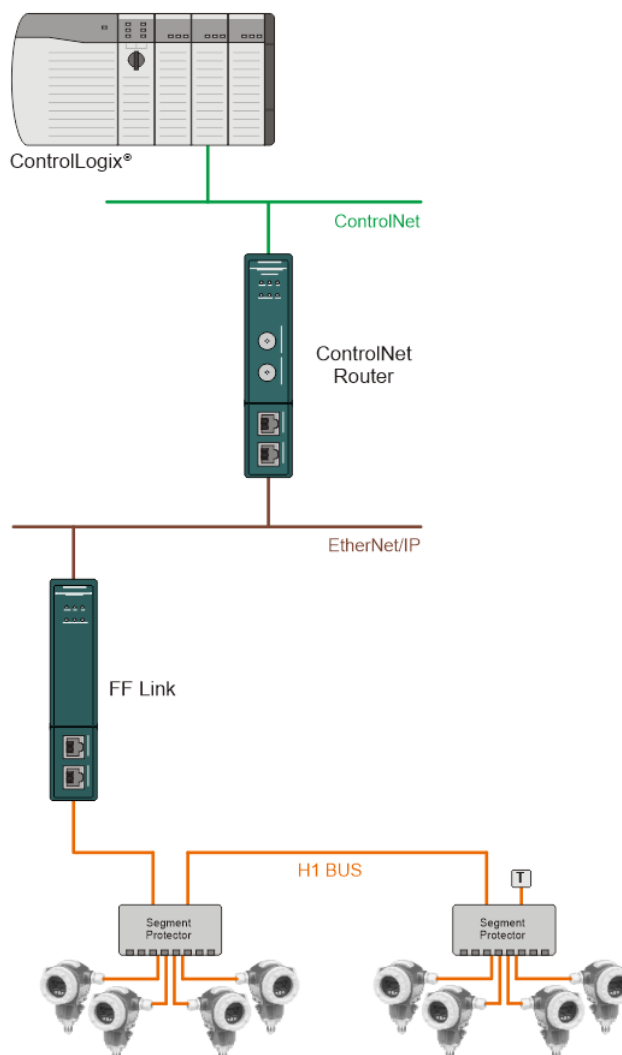 ControlLogix®
ControlNet
ControlNet
Router
EtherNet/IP
FF Link
H1 BUS
T
Segment
Protector
Segment
Protector